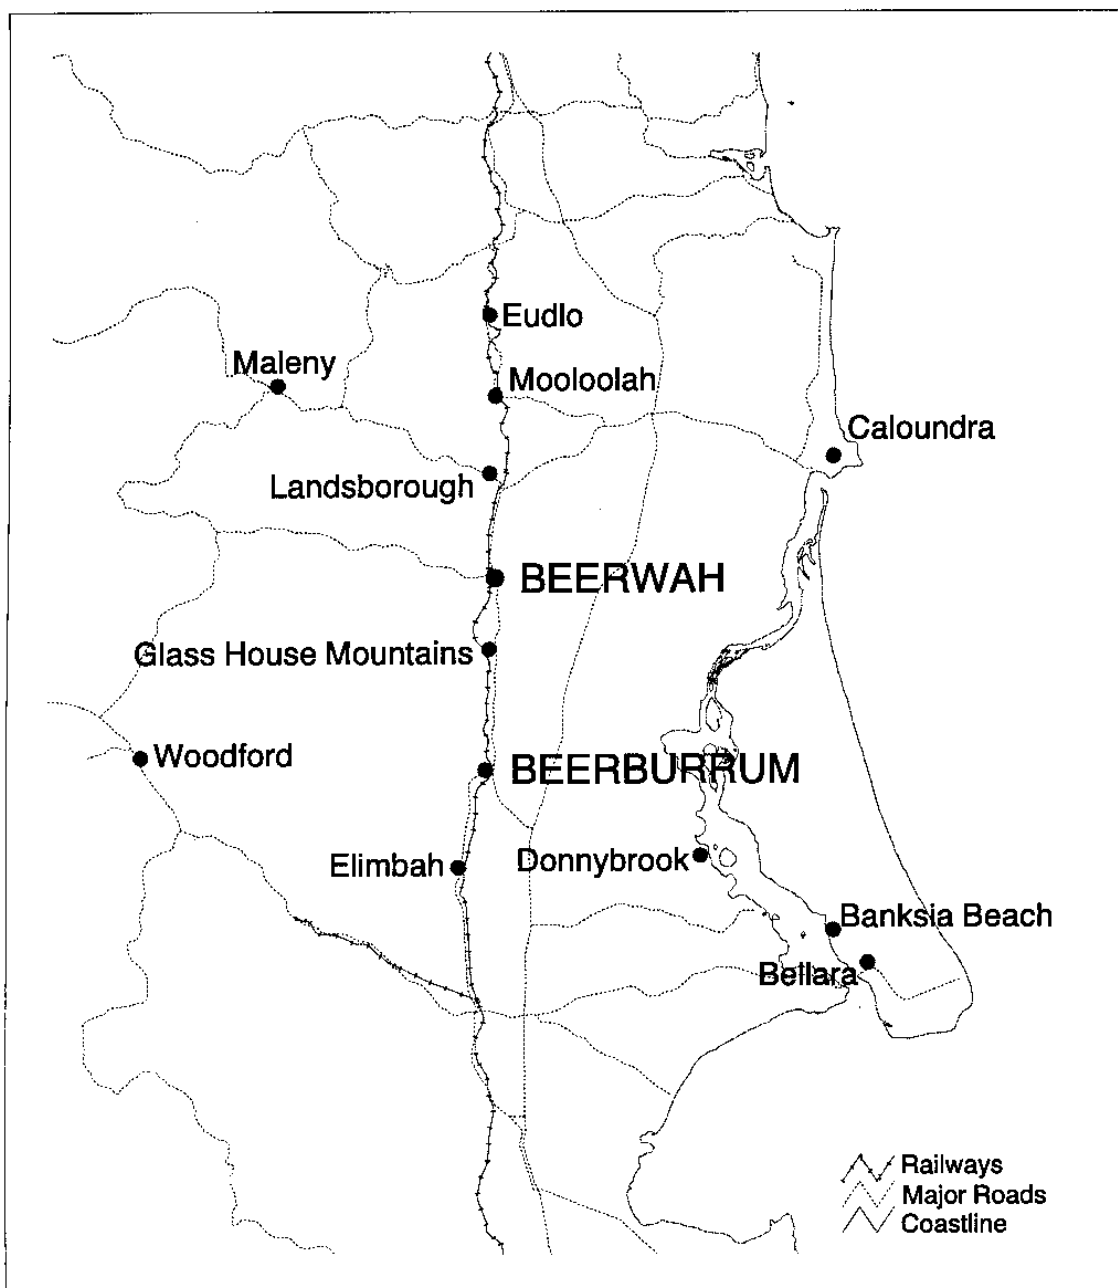 Eudlo
Maleny
Mooloolah
Caloundra
Landsborough
BEERWAH
Glass House Mountains
Woodford
BEERBURRUM
Elimbah
Donnybrook
Banksia Beach
Bellara
Railways
Major Roads
Coastline